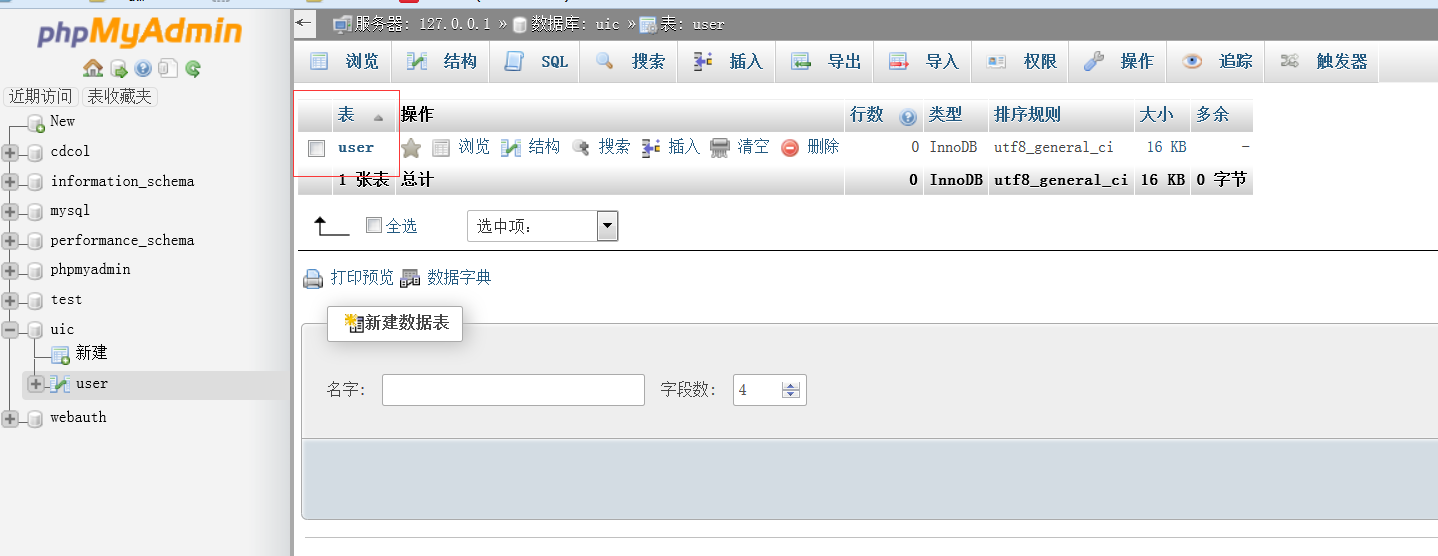 phpMyAdmin
近期访问 表收藏夹
New
cdcol
information_schema
mysql
performance_schema
phpmyadmin
test
uic
新建
user
webauth
服务器: 127.0.0.1 » 数据库: uic » 表: user
浏览 结构 SQL 搜索 插入 导出 导入 权限 操作 追踪 触发器
表 操作 行数 类型 排序规则 大小 多余
user 浏览 结构 搜索 插入 清空 删除 0 InnoDB utf8_general_ci 16 KB -
1 张表 总计 0 InnoDB utf8_general_ci 16 KB 0 字节
全选 选中项:
打印预览 数据字典
新建数据表
名字: 字段数: 4